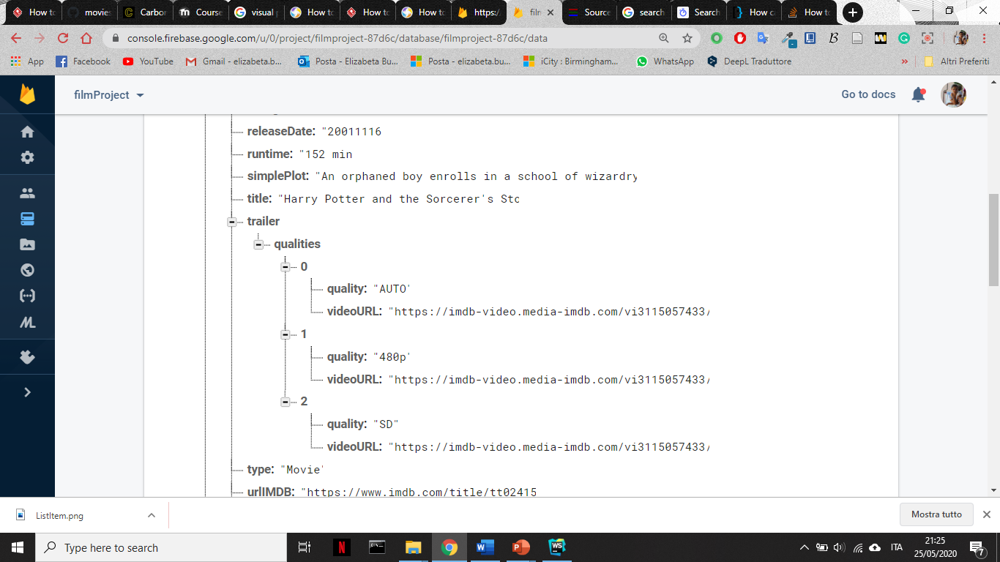 How to
movies
Carbor
Course
visual p
How to
How to
How to
https:/
film
Source
search
Search
How ca
How to
console.firebase.google.com/u/0/project/filmproject-87d6c/database/filmproject-87d6c/data
App Facebook YouTube Gmail - elizabeta.b... Posta - Elizabeta Bu... Posta - elizabeta.bu... iCity : Birmingham... WhatsApp DeepL Traduttore » Altri Preferiti
filmProject Go to docs
releaseDate: "20011116
runtime: "152 min
simplePlot: "An orphaned boy enrolls in a school of wizardry
title: "Harry Potter and the Sorcerer's Sto
trailer
qualities
0
quality: "AUTO"
videoURL: "https://imdb-video.media-imdb.com/vi3115057433/
1
quality: "480p"
videoURL: "https://imdb-video.media-imdb.com/vi3115057433/
2
quality: "SD"
videoURL: "https://imdb-video.media-imdb.com/vi3115057433/
type: "Movie"
urlIMDB: "https://www.imdb.com/title/tt02415
ListItem.png Mostra tutto
Type here to search ITA 21:25
25/05/2020 7